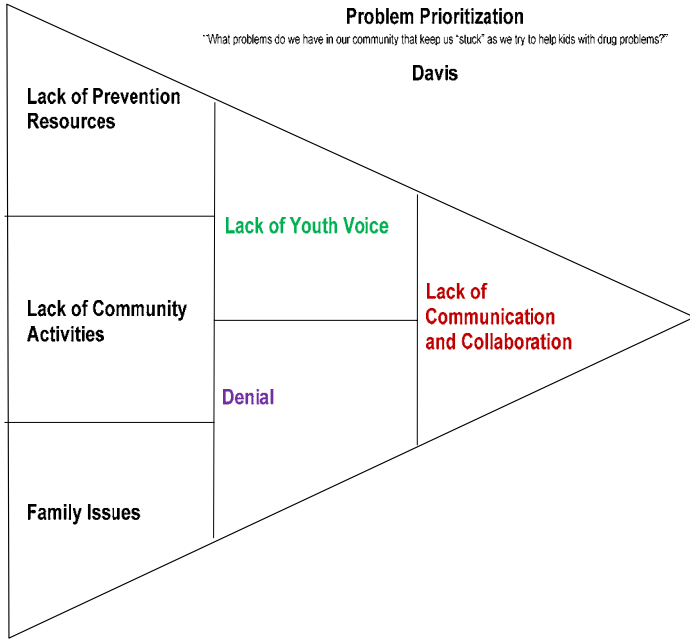 Problem Prioritization
"What problems do we have in our community that keep us "stuck" as we try to help kids with drug problems?"
Davis
Lack of Prevention
Resources
Lack of Youth Voice
Lack of Community
Activities
Lack of
Communication
and Collaboration
Denial
Family Issues